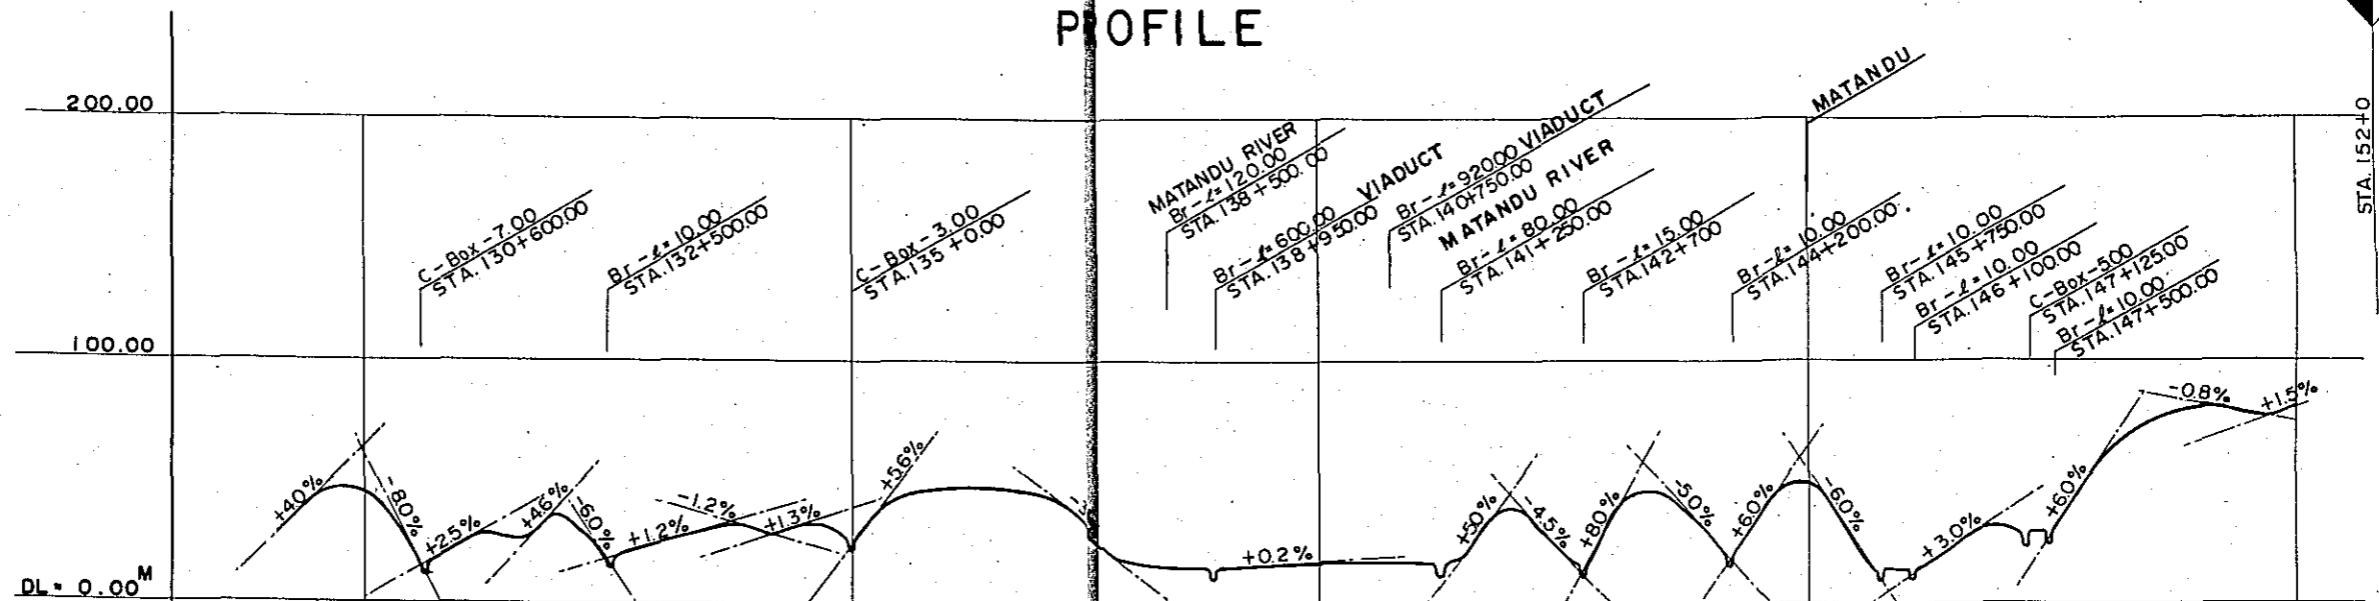 PROFILE
200.00
100.00
DL= 0.00M
C-Box-7.00
STA.130+600.00
Br-ℓ=10.00
STA.132+500.00
C-Box-3.00
STA.135+0.00
MATANDU RIVER
Br-ℓ=120.00
STA.138+500.00
Br-ℓ=600.00 VIADUCT
STA.138+950.00
Br-ℓ=920.00 VIADUCT
STA.140+750.00
MATANDU RIVER
Br-ℓ=80.00
STA.141+250.00
Br-ℓ=15.00
STA.142+700
Br-ℓ=10.00
STA.144+200.00
MATANDU
Br-ℓ=10.00
STA.145+750.00
Br-ℓ=10.00
STA.146+100.00
C-Box-5.00
STA.147+125.00
Br-ℓ=10.00
STA.147+500.00
STA.152+0
+4.0%
-8.0%
+2.5%
+4.6%
-6.0%
+1.2%
-1.2%
+1.3%
+5.6%
+0.2%
+5.0%
-4.5%
+8.0%
-5.0%
+6.0%
-6.0%
+3.0%
+6.0%
-0.8%
+1.5%